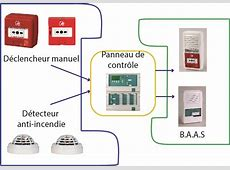 Déclencheur manuel
Panneau de
contrôle
Détecteur
anti-incendie
B.A.A.S